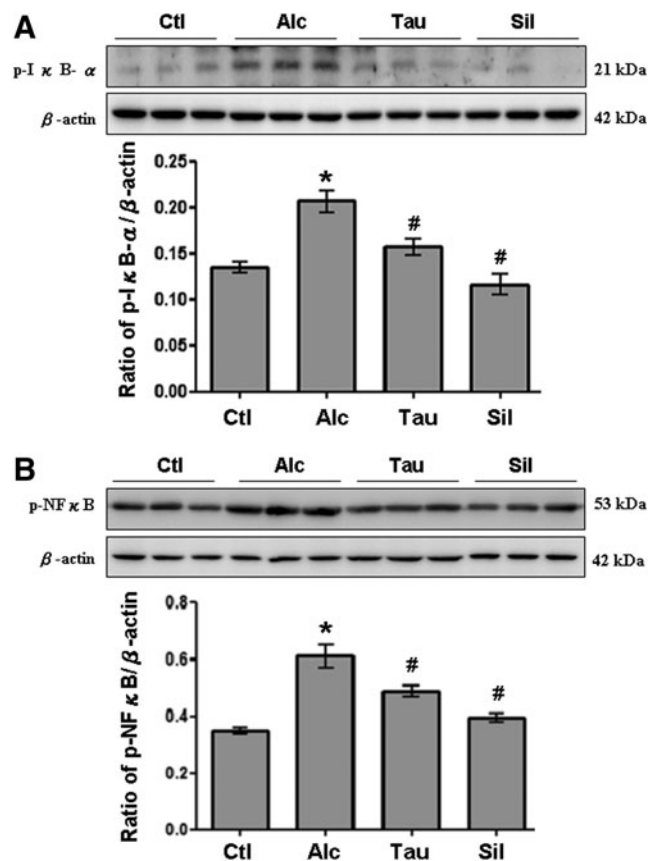 A
Ctl Alc Tau Sil
p-I κ B- α 21 kDa
β-actin 42 kDa
Ratio of p-I κ B-α/β-actin
0.25
0.20
0.15
0.10
0.05
0.00
*
#
#
Ctl Alc Tau Sil
B
Ctl Alc Tau Sil
p-NF κ B 53 kDa
β-actin 42 kDa
Ratio of p-NF κ B/β-actin
0.8
0.6
0.4
0.2
0.0
*
#
#
Ctl Alc Tau Sil